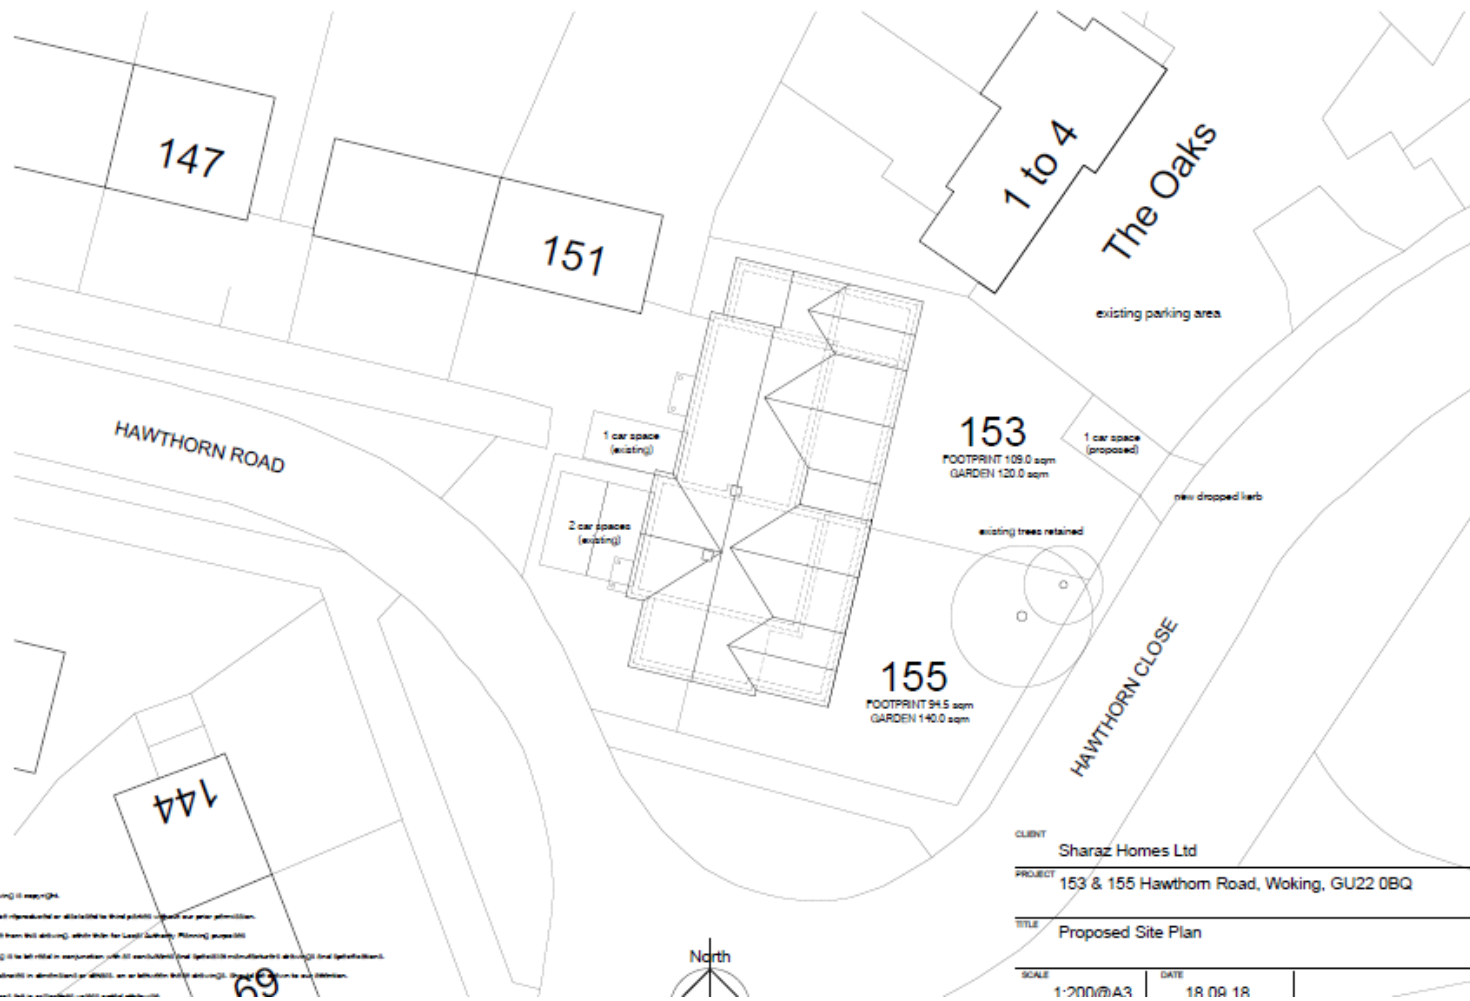 147
151
1 to 4
The Oaks
existing parking area
HAWTHORN ROAD
1 car space
(existing)
153
FOOTPRINT 109.0 sqm
GARDEN 120.0 sqm
1 car space
(proposed)
new dropped kerb
2 car spaces
(existing)
existing trees retained
155
FOOTPRINT 94.5 sqm
GARDEN 140.0 sqm
HAWTHORN CLOSE
144
69
North
CLIENT
Sharaz Homes Ltd
PROJECT
153 & 155 Hawthorn Road, Woking, GU22 0BQ
TITLE
Proposed Site Plan
SCALE
1:200@A3
DATE
18.09.18